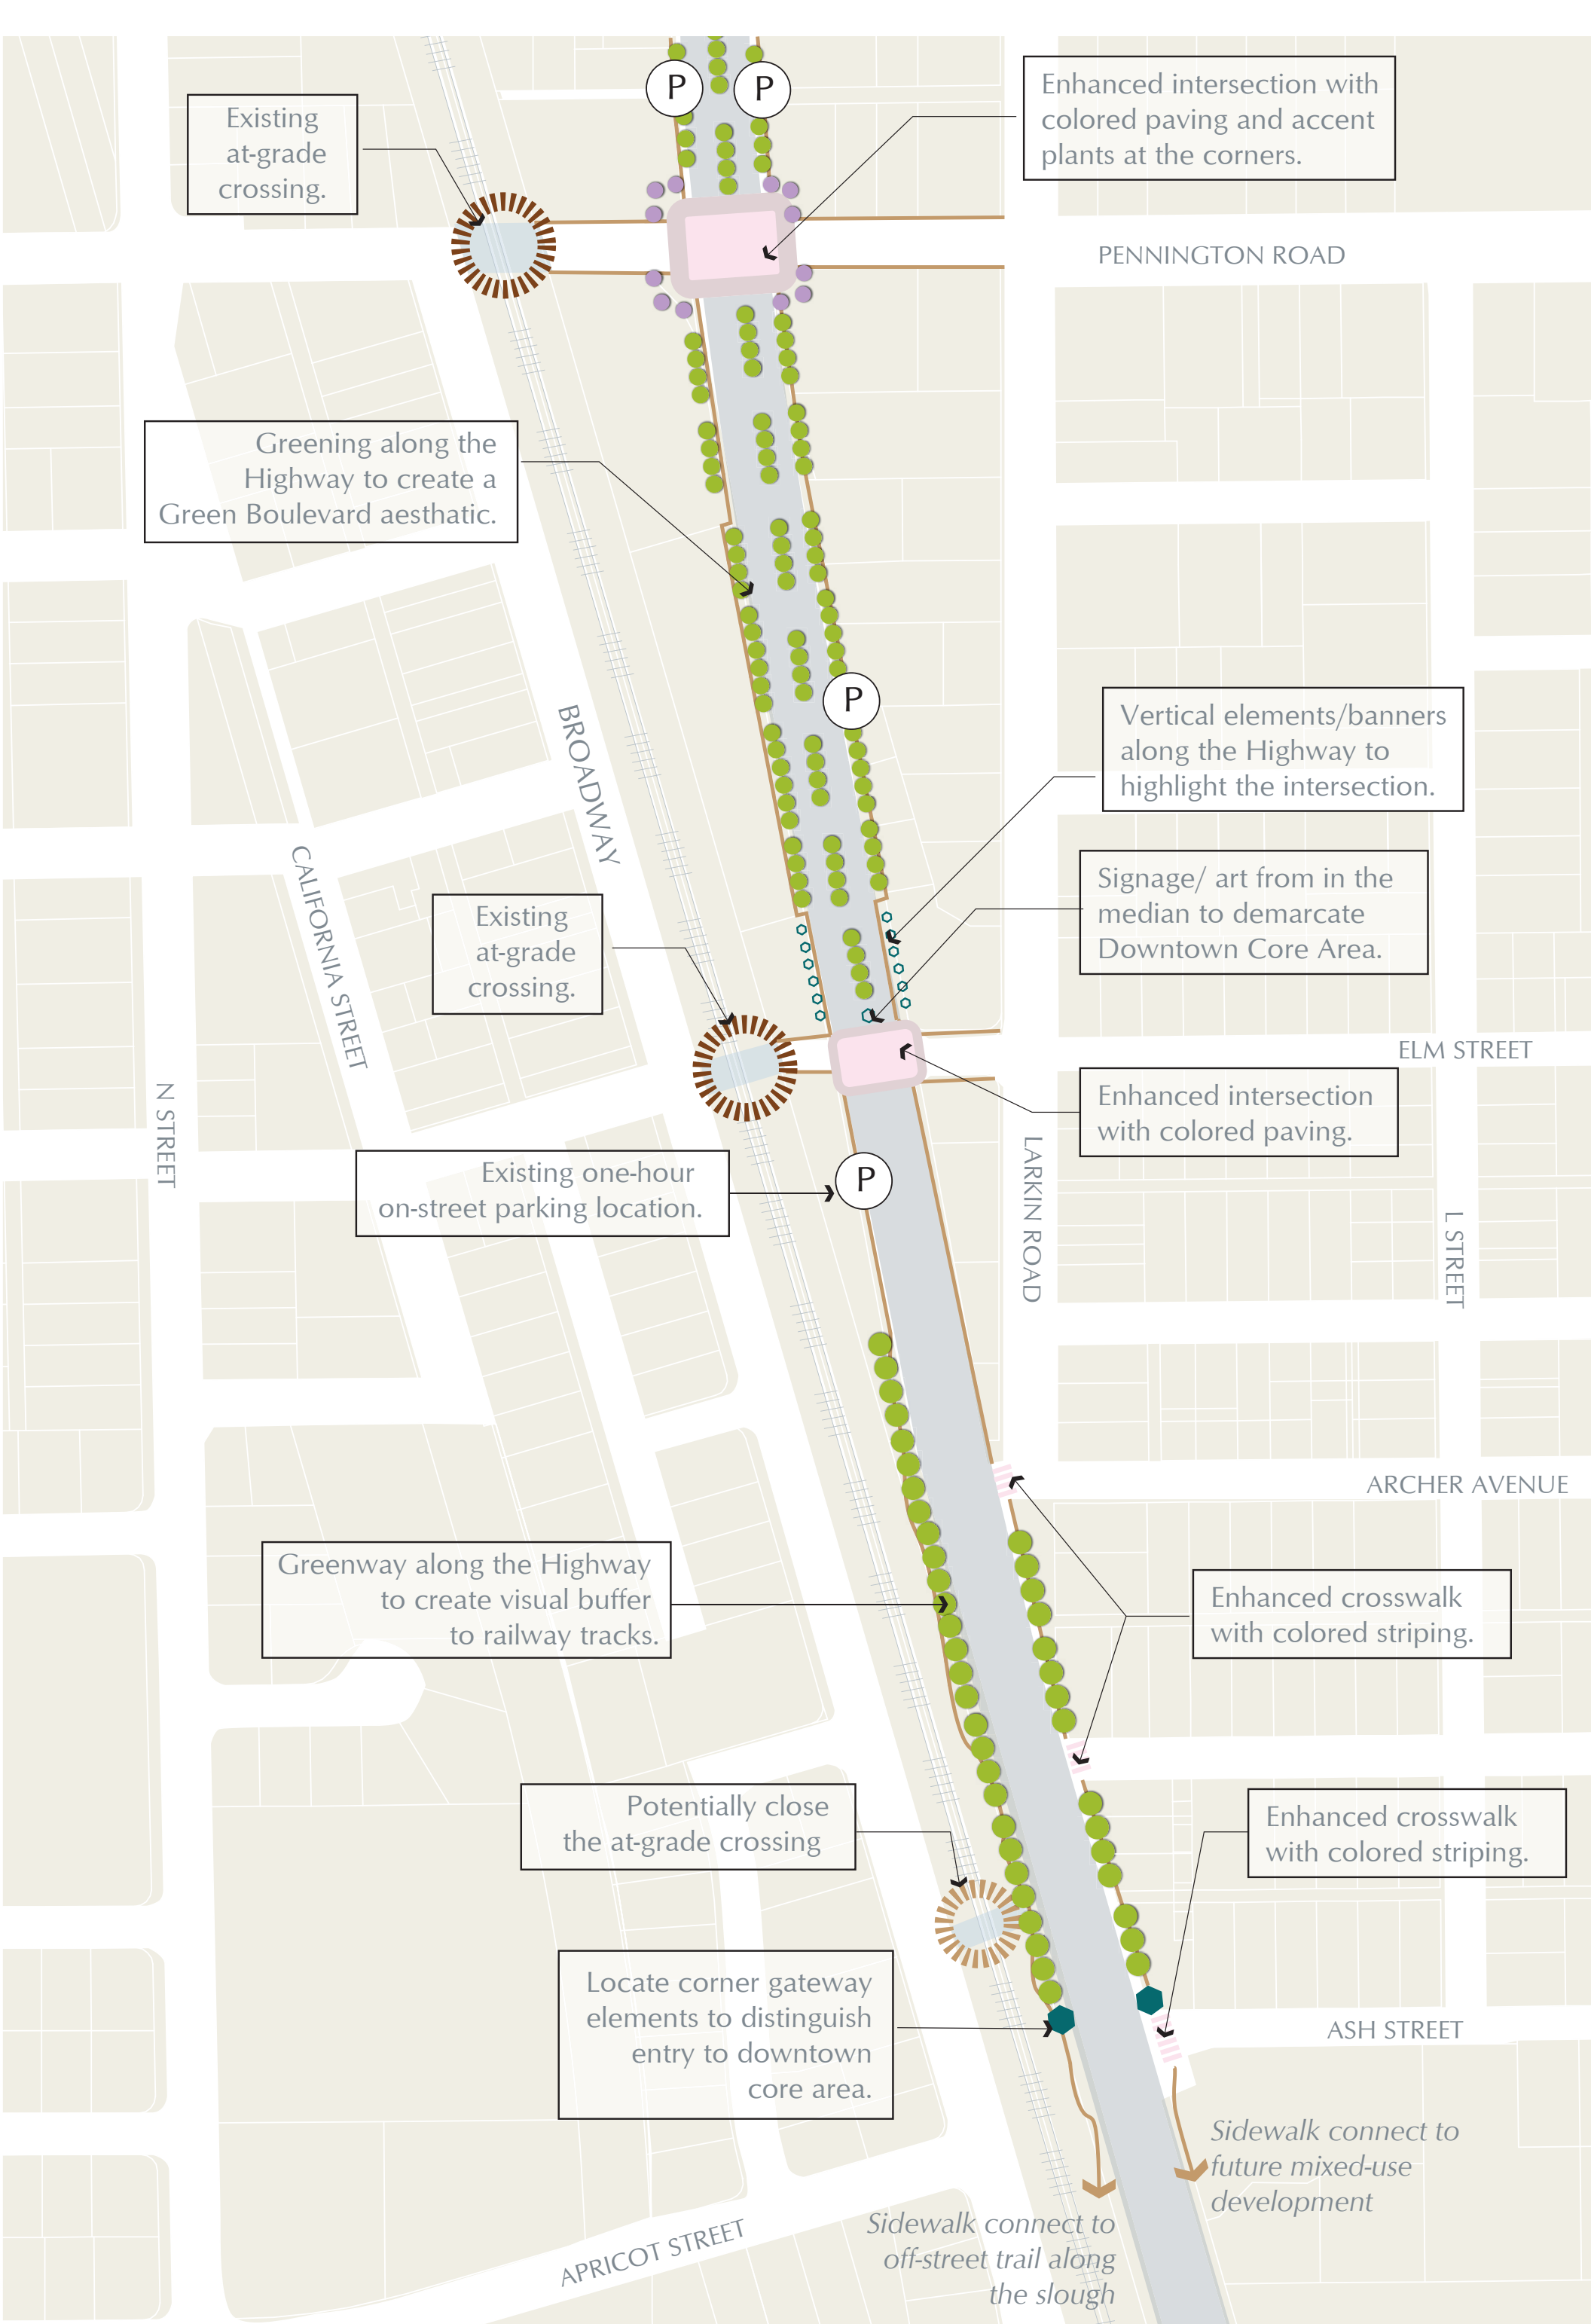 P
P
Existing
at-grade
crossing.
Enhanced intersection with
colored paving and accent
plants at the corners.
PENNINGTON ROAD
Greening along the
Highway to create a
Green Boulevard aesthatic.
P
BROADWAY
Vertical elements/banners
along the Highway to
highlight the intersection.
CALIFORNIA STREET
Signage/ art from in the
median to demarcate
Downtown Core Area.
Existing
at-grade
crossing.
ELM STREET
N STREET
Enhanced intersection
with colored paving.
Existing one-hour
on-street parking location.
P
LARKIN ROAD
L STREET
ARCHER AVENUE
Greenway along the Highway
to create visual buffer
to railway tracks.
Enhanced crosswalk
with colored striping.
Potentially close
the at-grade crossing
Enhanced crosswalk
with colored striping.
Locate corner gateway
elements to distinguish
entry to downtown
core area.
ASH STREET
Sidewalk connect to
future mixed-use
development
Sidewalk connect to
off-street trail along
the slough
APRICOT STREET